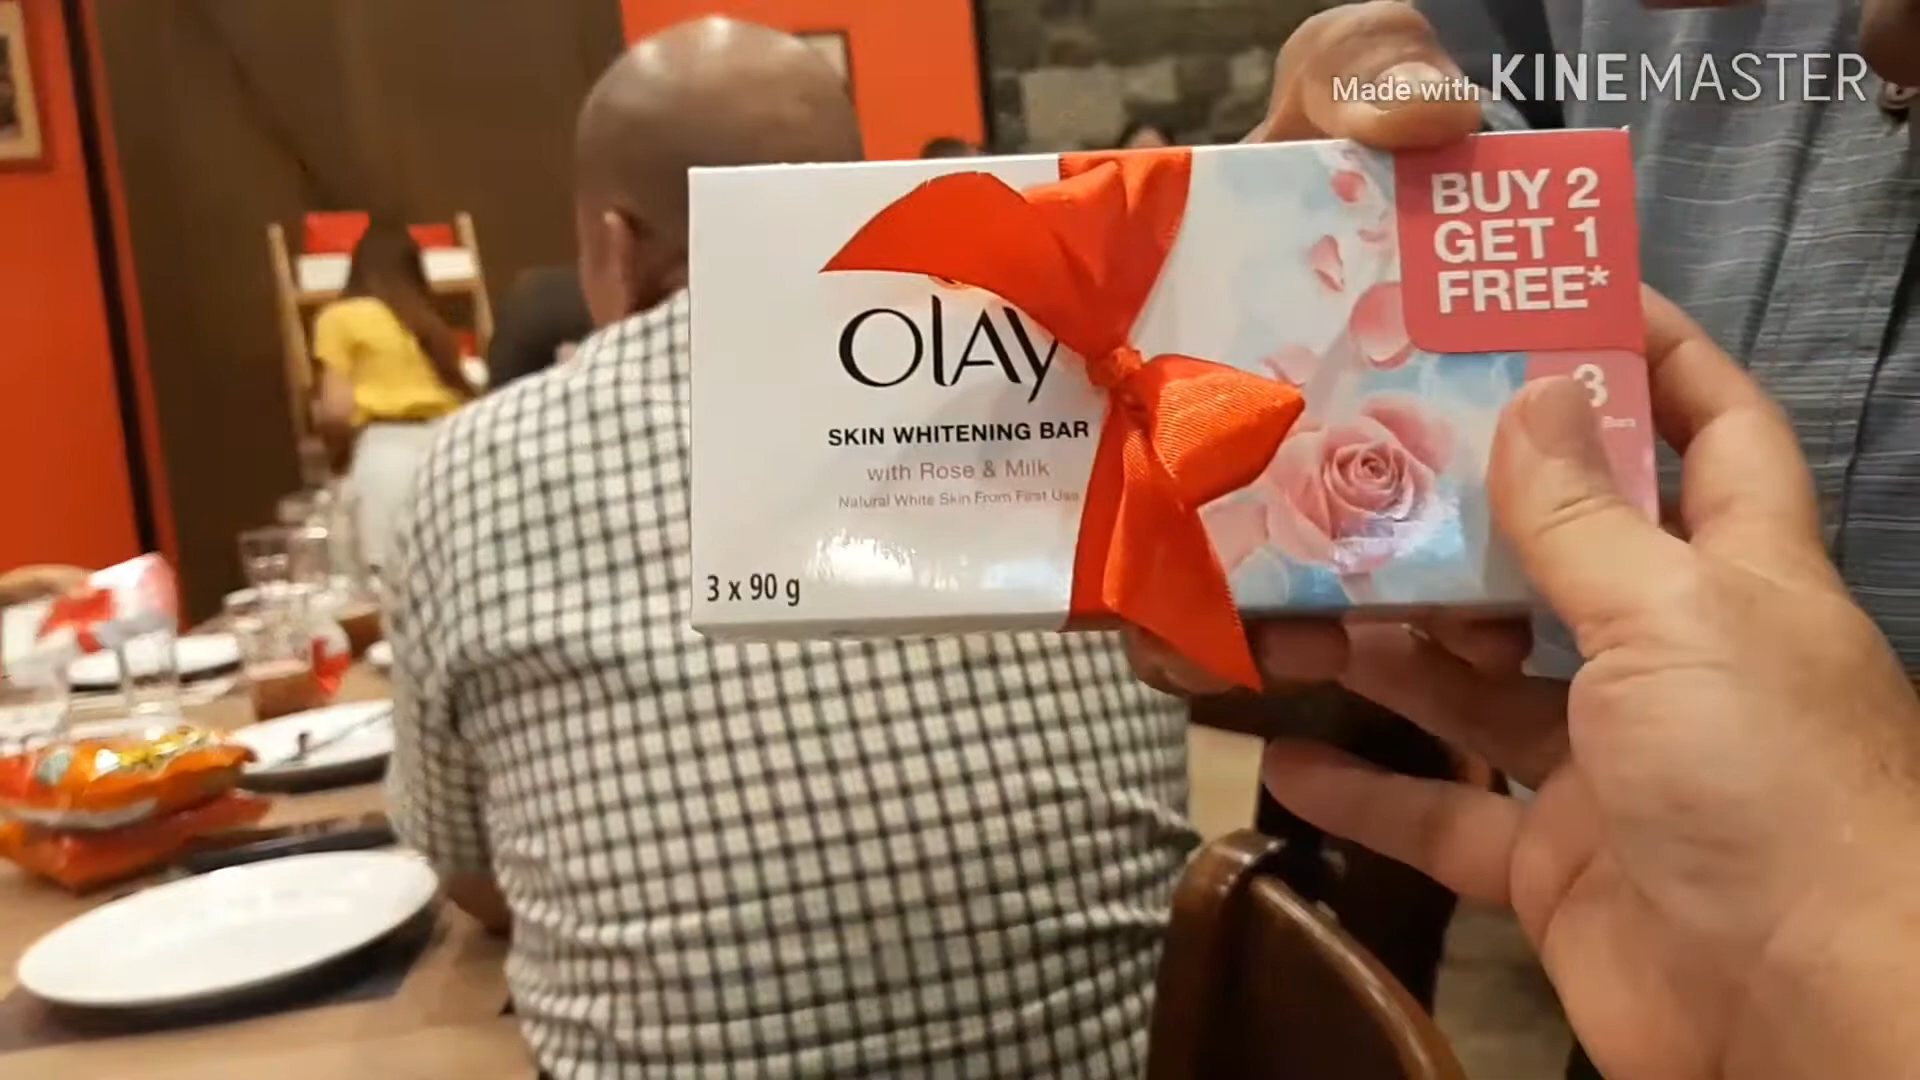 Made with KINEMASTER
BUY 2
GET 1
FREE*
3
Bars
OLAY
SKIN WHITENING BAR
with Rose & Milk
Natural White Skin From First Use
3 x 90 g